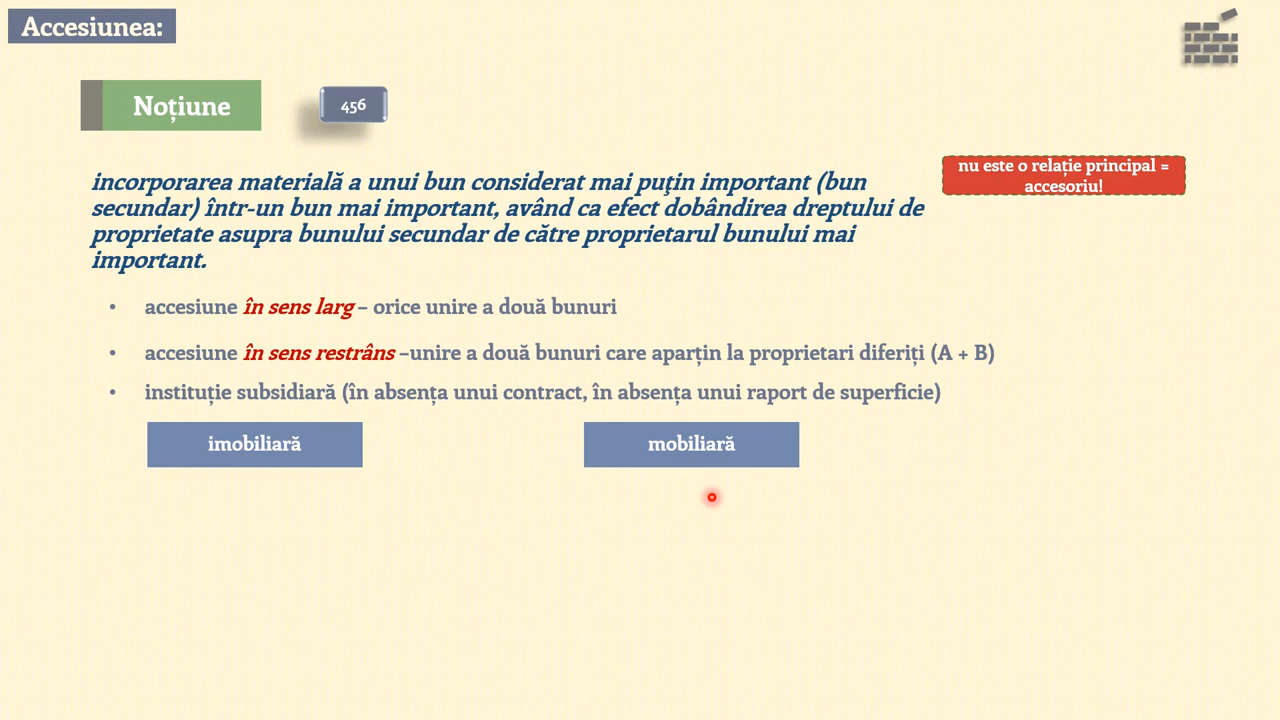 Accesiunea:
Noțiune
456
nu este o relație principal =
accesoriu!
incorporarea materială a unui bun considerat mai puţin important (bun
secundar) într-un bun mai important, având ca efect dobândirea dreptului de
proprietate asupra bunului secundar de către proprietarul bunului mai
important.
• accesiune în sens larg – orice unire a două bunuri
• accesiune în sens restrâns –unire a două bunuri care aparțin la proprietari diferiți (A + B)
• instituție subsidiară (în absența unui contract, în absența unui raport de superficie)
imobiliară
mobiliară